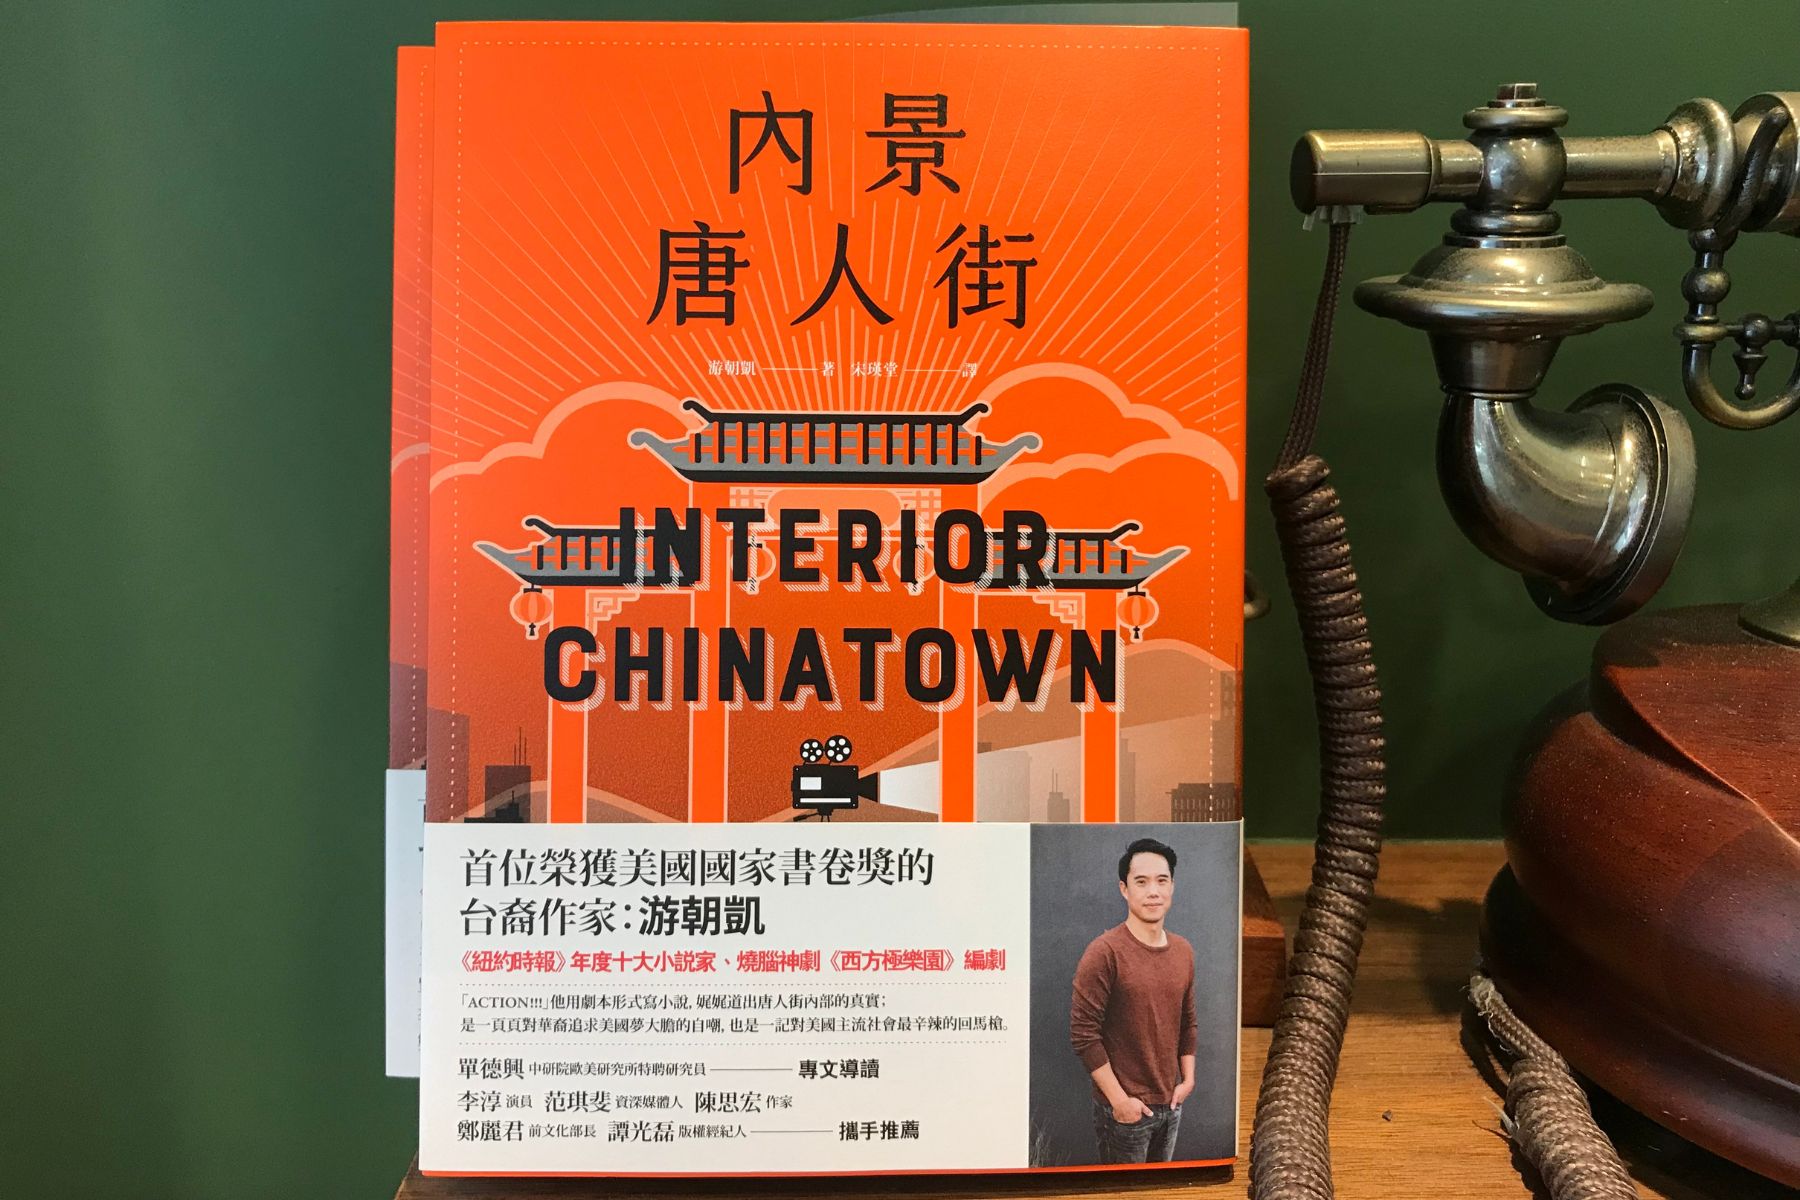 內景
唐人街
游朝凱——著 宋瑛堂——譯
INTERIOR
CHINATOWN
首位榮獲美國國家書卷獎的
台裔作家：游朝凱
《紐約時報》年度十大小說家、燒腦神劇《西方極樂園》編劇
「ACTION!!!」他用劇本形式寫小說，娓娓道出唐人街內部的真實；
是一頁頁對華裔追求美國夢大膽的自嘲，也是一記對美國主流社會最辛辣的回馬槍。
單德興 中研院歐美研究所特聘研究員——專文導讀
李淳 演員 范琪斐 資深媒體人 陳思宏 作家
鄭麗君 前文化部長 譚光磊 版權經紀人——攜手推薦